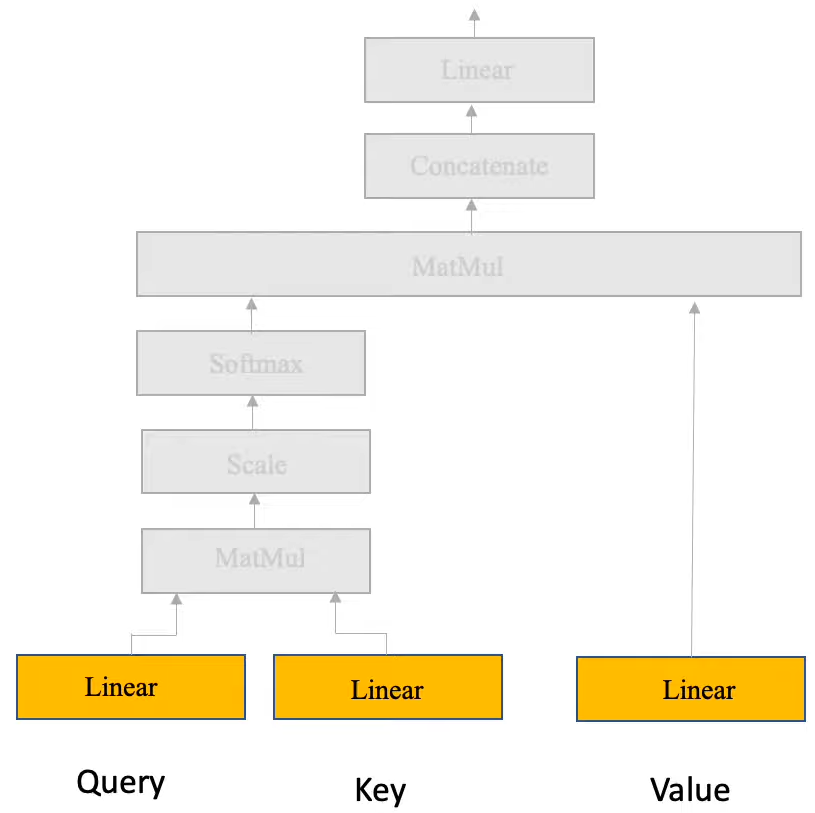 Linear
Concatenate
MatMul
Softmax
Scale
MatMul
Linear
Linear
Linear
Query
Key
Value